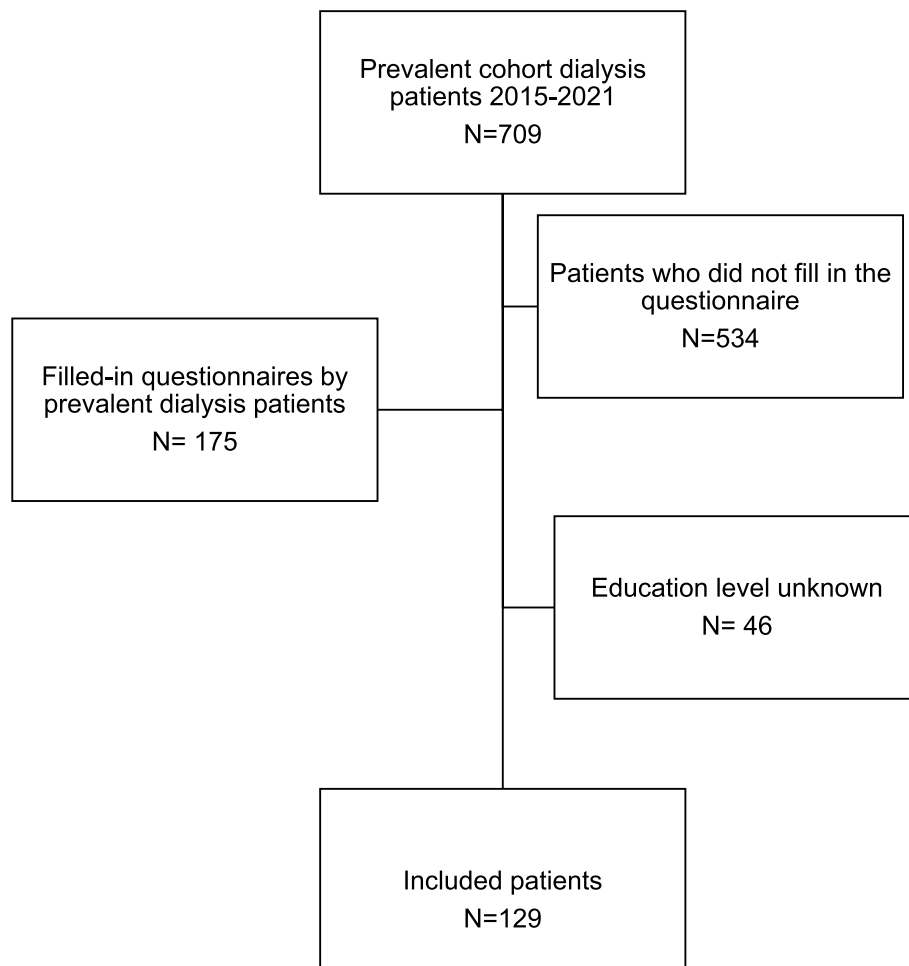 Prevalent cohort dialysis
patients 2015-2021
N=709
Patients who did not fill in the
questionnaire
N=534
Filled-in questionnaires by
prevalent dialysis patients
N= 175
Education level unknown
N= 46
Included patients
N=129